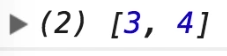 ▶ (2) [3, 4]